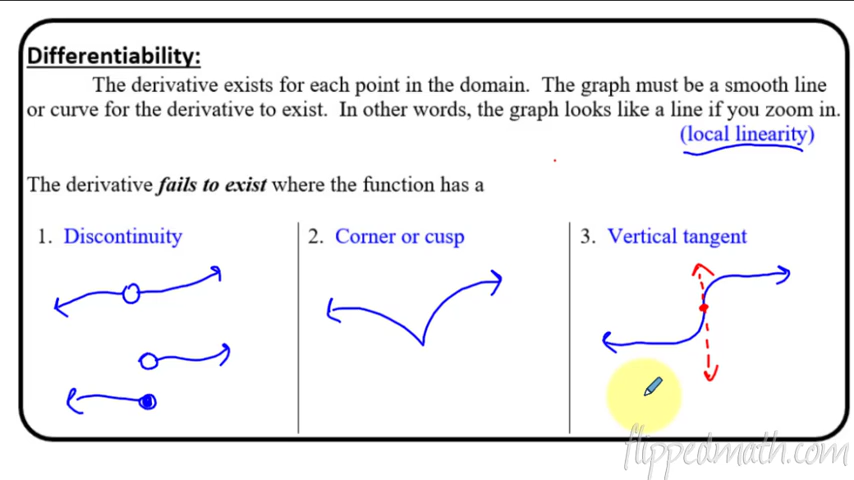 Differentiability:
The derivative exists for each point in the domain. The graph must be a smooth line
or curve for the derivative to exist. In other words, the graph looks like a line if you zoom in.
(local linearity)
The derivative fails to exist where the function has a
1. Discontinuity
2. Corner or cusp
3. Vertical tangent
flippedmath.com